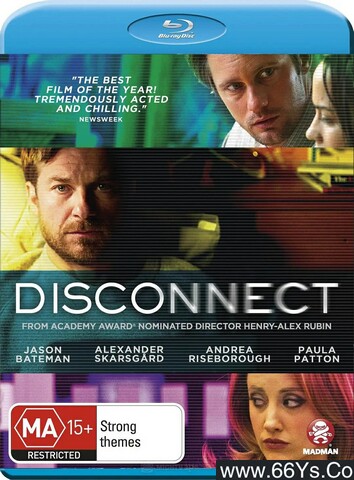 Blu-ray Disc
"THE BEST
FILM OF THE YEAR!
TREMENDOUSLY ACTED
AND CHILLING."
NEWSWEEK
DISCONNECT
FROM ACADEMY AWARD® NOMINATED DIRECTOR HENRY-ALEX RUBIN
JASON BATEMAN
ALEXANDER SKARSGÅRD
ANDREA RISEBOROUGH
PAULA PATTON
MA 15+
RESTRICTED
Strong
themes
MADMAN
www.66Ys.Co